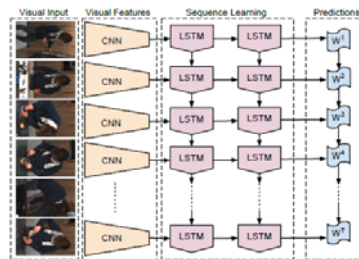 Visual Input Visual Features Sequence Learning Predictions
CNN LSTM LSTM W¹
CNN LSTM LSTM W²
CNN LSTM LSTM W³
CNN LSTM LSTM W⁴
CNN LSTM LSTM Wᵀ